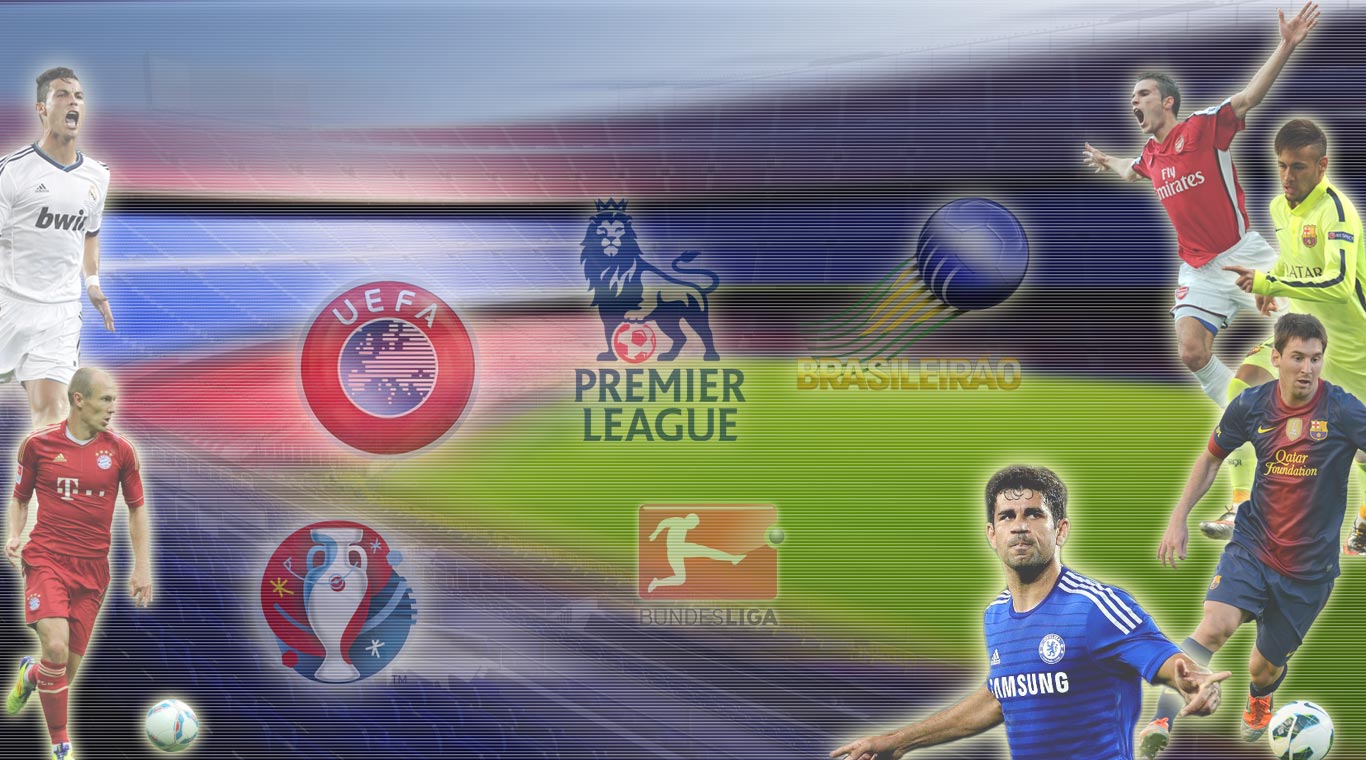 bwin
UEFA
PREMIER
LEAGUE
BRASILEIRAO
Fly
Emirates
QATAR
Qatar
Foundation
T
BUNDESLIGA
TM
SAMSUNG